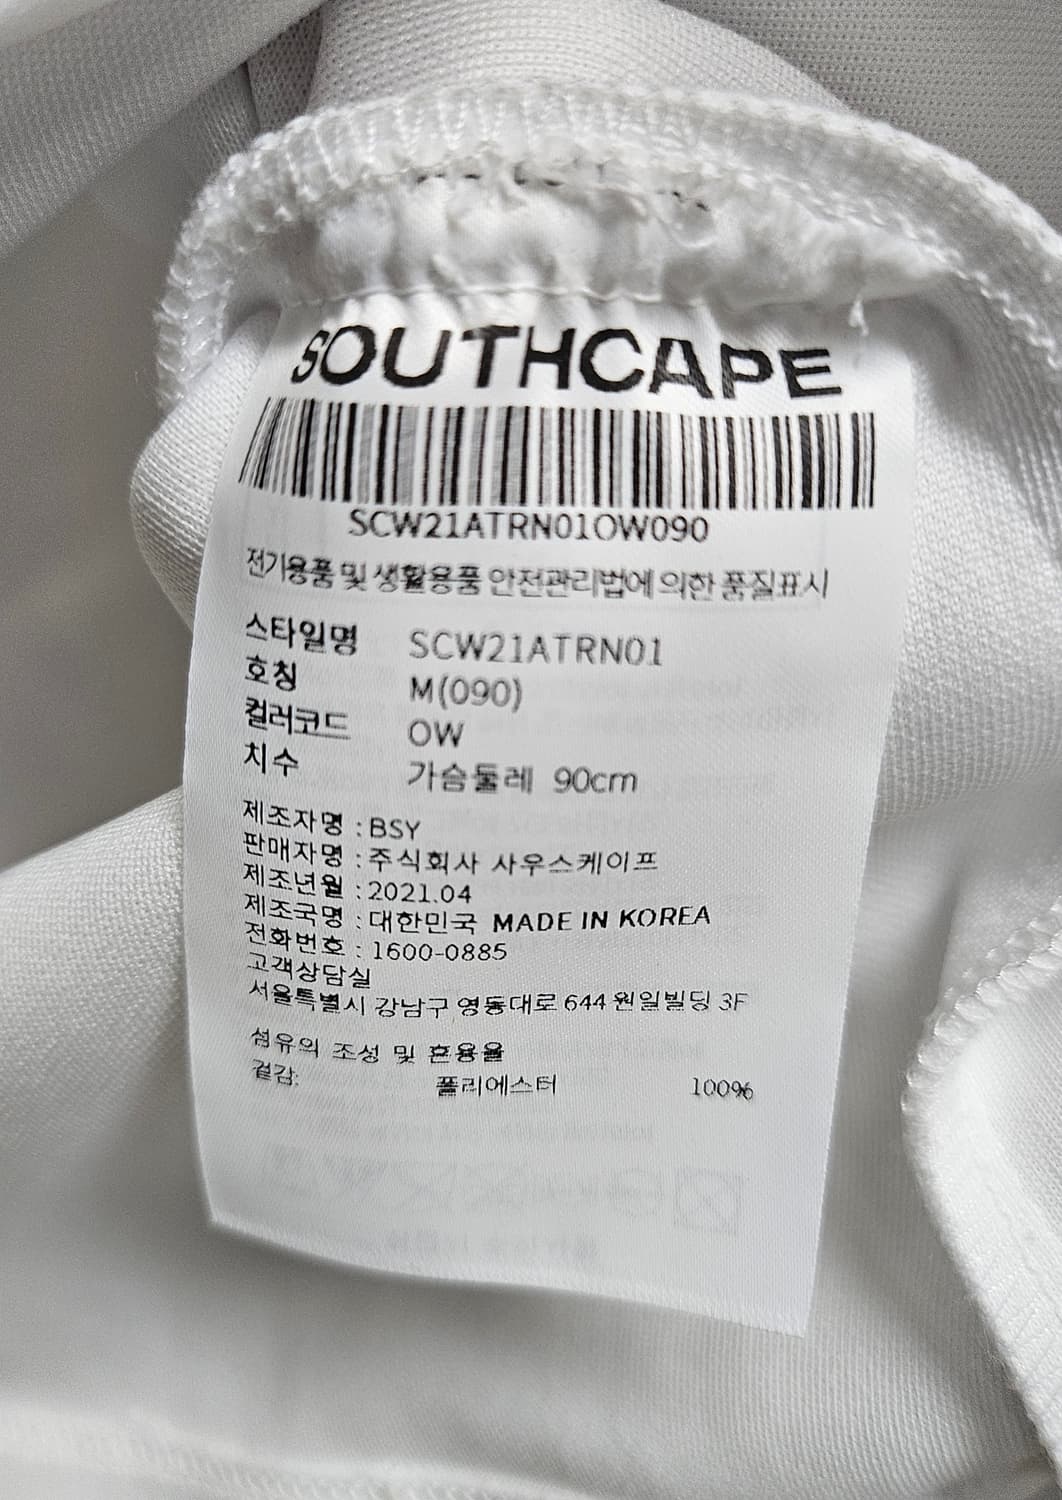 SOUTHCAPE
SCW21ATRN01OW090
전기용품 및 생활용품 안전관리법에 의한 품질표시
스타일명 SCW21ATRN01
호칭 M(090)
컬러코드 OW
치수 가슴둘레 90cm
제조자명 : BSY
판매자명 : 주식회사 사우스케이프
제조년월 : 2021.04
제조국명 : 대한민국 MADE IN KOREA
전화번호 : 1600-0885
고객상담실
서울특별시 강남구 영동대로 644 원일빌딩 3F
섬유의 조성 및 혼용율
겉감: 폴리에스터 100%